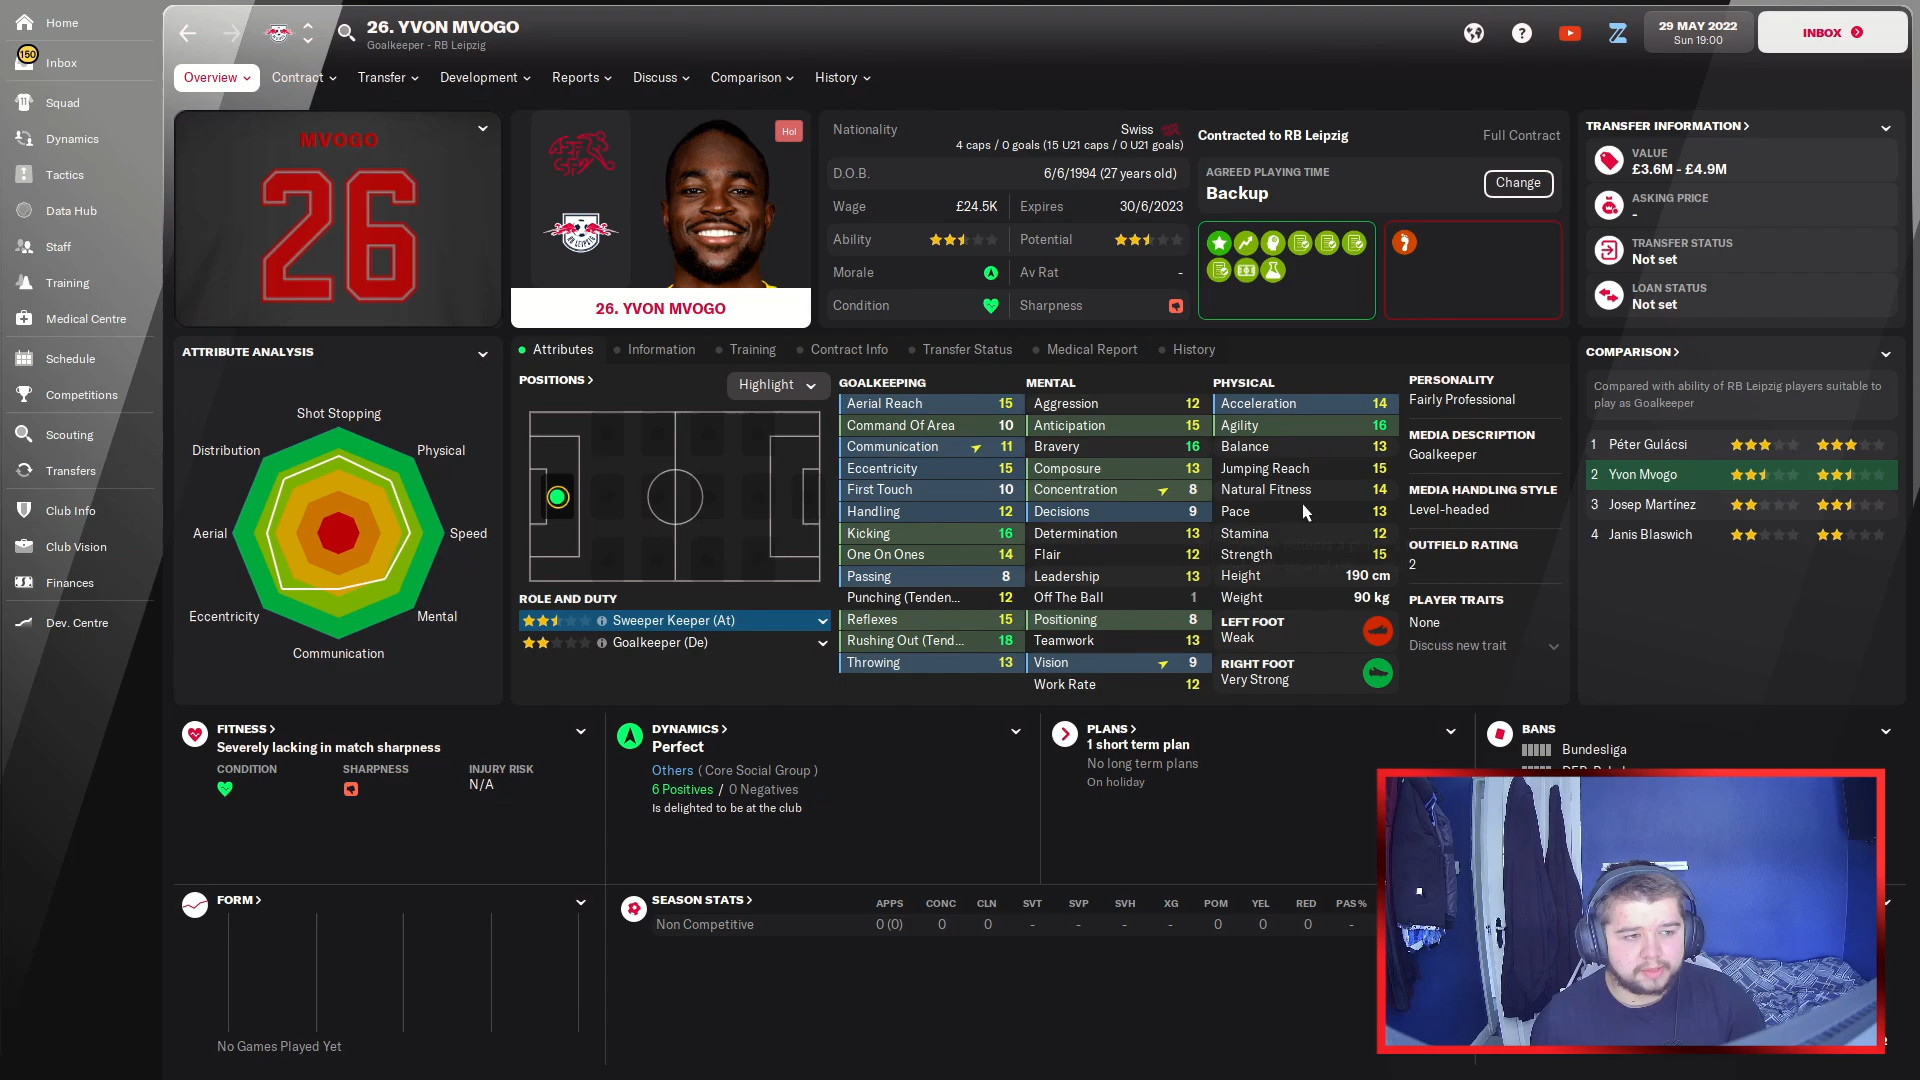 Home
150
Inbox
Squad
Dynamics
Tactics
Data Hub
Staff
Training
Medical Centre
Schedule
Competitions
Scouting
Transfers
Club Info
Club Vision
Finances
Dev. Centre
26. YVON MVOGO
Goalkeeper - RB Leipzig
29 MAY 2022
Sun 19:00
INBOX
Overview Contract Transfer Development Reports Discuss Comparison History
MVOGO
26
Hol
RB LEIPZIG
26. YVON MVOGO
Nationality Swiss
4 caps / 0 goals (15 U21 caps / 0 U21 goals)
D.O.B. 6/6/1994 (27 years old)
Wage £24.5K Expires 30/6/2023
Ability Potential
Morale Av Rat -
Condition Sharpness
Contracted to RB Leipzig Full Contract
AGREED PLAYING TIME
Backup
Change
TRANSFER INFORMATION >
VALUE
£3.6M - £4.9M
ASKING PRICE
-
TRANSFER STATUS
Not set
LOAN STATUS
Not set
ATTRIBUTE ANALYSIS
Shot Stopping
Distribution Physical
Aerial Speed
Eccentricity Mental
Communication
Attributes Information Training Contract Info Transfer Status Medical Report History
POSITIONS >
Highlight
ROLE AND DUTY
Sweeper Keeper (At)
Goalkeeper (De)
GOALKEEPING
Aerial Reach 15
Command Of Area 10
Communication 11
Eccentricity 15
First Touch 10
Handling 12
Kicking 16
One On Ones 14
Passing 8
Punching (Tenden... 12
Reflexes 15
Rushing Out (Tend... 18
Throwing 13
MENTAL
Aggression 12
Anticipation 15
Bravery 16
Composure 13
Concentration 8
Decisions 9
Determination 13
Flair 12
Leadership 13
Off The Ball 1
Positioning 8
Teamwork 13
Vision 9
Work Rate 12
PHYSICAL
Acceleration 14
Agility 16
Balance 13
Jumping Reach 15
Natural Fitness 14
Pace 13
Stamina 12
Strength 15
Height 190 cm
Weight 90 kg
LEFT FOOT
Weak
RIGHT FOOT
Very Strong
PERSONALITY
Fairly Professional
MEDIA DESCRIPTION
Goalkeeper
MEDIA HANDLING STYLE
Level-headed
OUTFIELD RATING
2
PLAYER TRAITS
None
Discuss new trait
COMPARISON >
Compared with ability of RB Leipzig players suitable to
play as Goalkeeper
1 Péter Gulácsi
2 Yvon Mvogo
3 Josep Martínez
4 Janis Blaswich
FITNESS >
Severely lacking in match sharpness
CONDITION SHARPNESS INJURY RISK
N/A
DYNAMICS >
Perfect
Others ( Core Social Group )
6 Positives / 0 Negatives
Is delighted to be at the club
PLANS >
1 short term plan
No long term plans
On holiday
BANS
Bundesliga
FORM >
No Games Played Yet
SEASON STATS > APPS CONC CLN SVT SVP SVH XG POM YEL RED PAS %
Non Competitive 0 (0) 0 0 - - - - 0 0 0 -